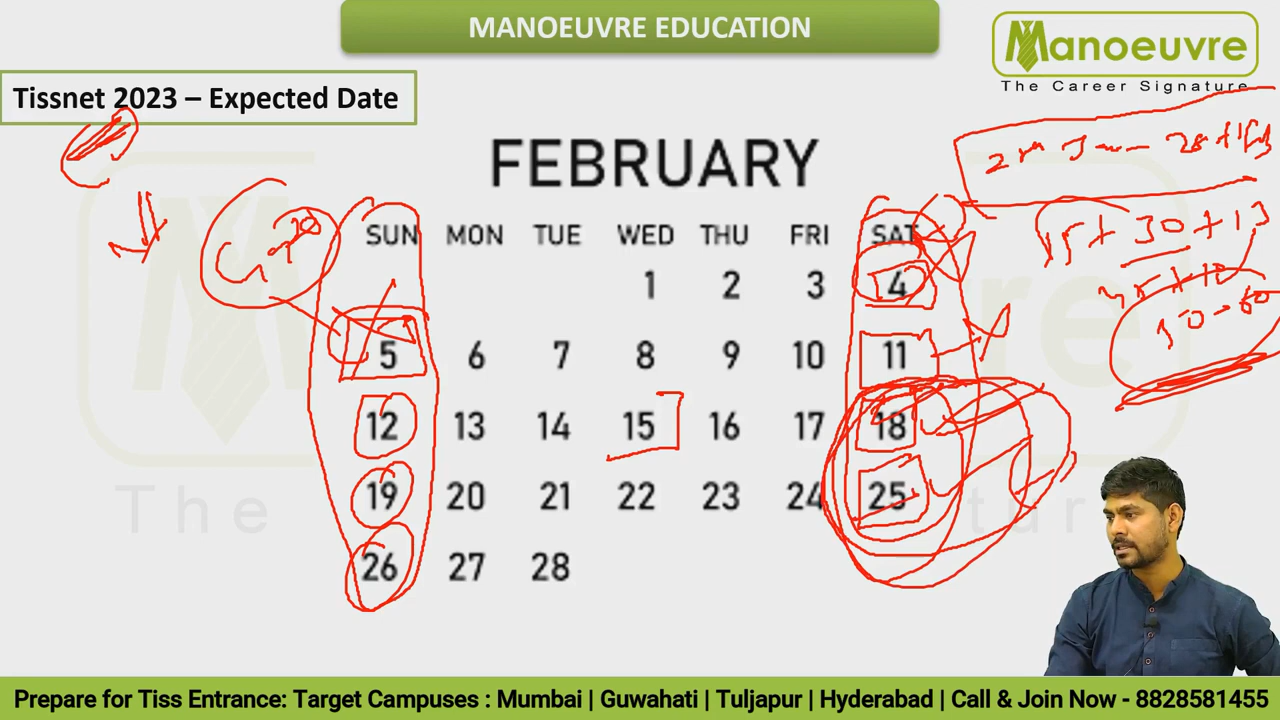 MANOEUVRE EDUCATION
Manoeuvre
The Career Signature
Tissnet 2023 – Expected Date
FEBRUARY
SUN MON TUE WED THU FRI SAT
1 2 3 4
5 6 7 8 9 10 11
12 13 14 15 16 17 18
19 20 21 22 23 24 25
26 27 28
15 + 30 + 13
50 - 60
Prepare for Tiss Entrance: Target Campuses : Mumbai | Guwahati | Tuljapur | Hyderabad | Call & Join Now - 8828581455